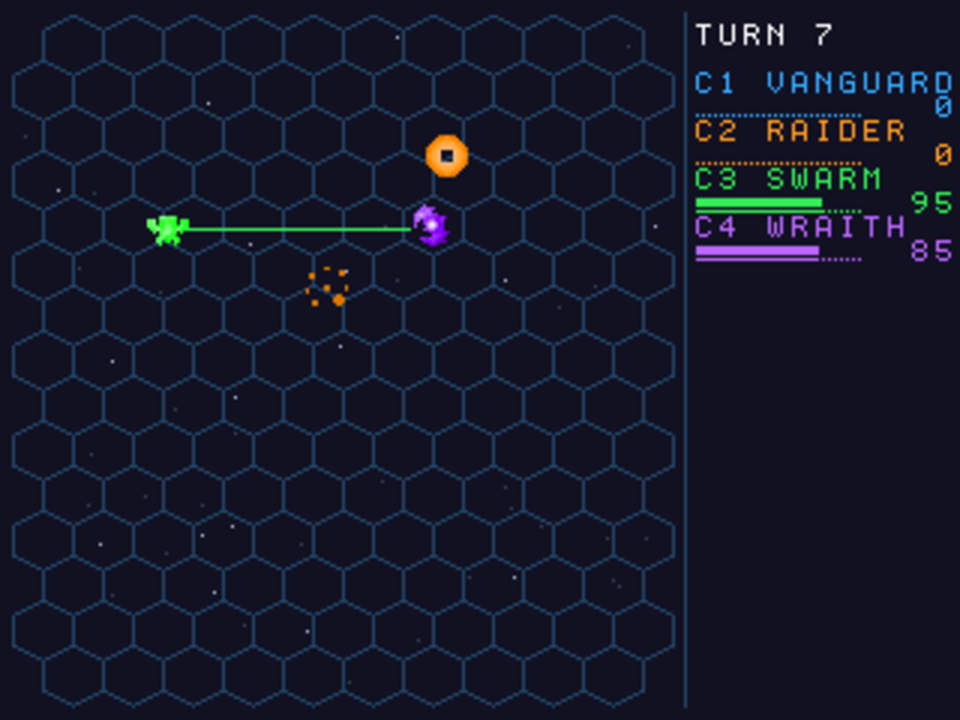 TURN 7
C1 VANGUARD
0
C2 RAIDER
0
C3 SWARM
95
C4 WRAITH
85